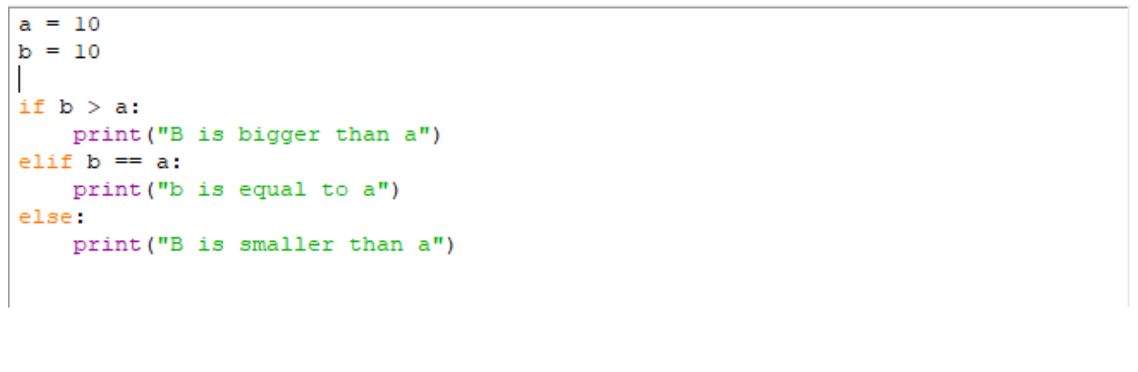 a = 10
b = 10
if b > a:
    print("B is bigger than a")
elif b == a:
    print("b is equal to a")
else:
    print("B is smaller than a")